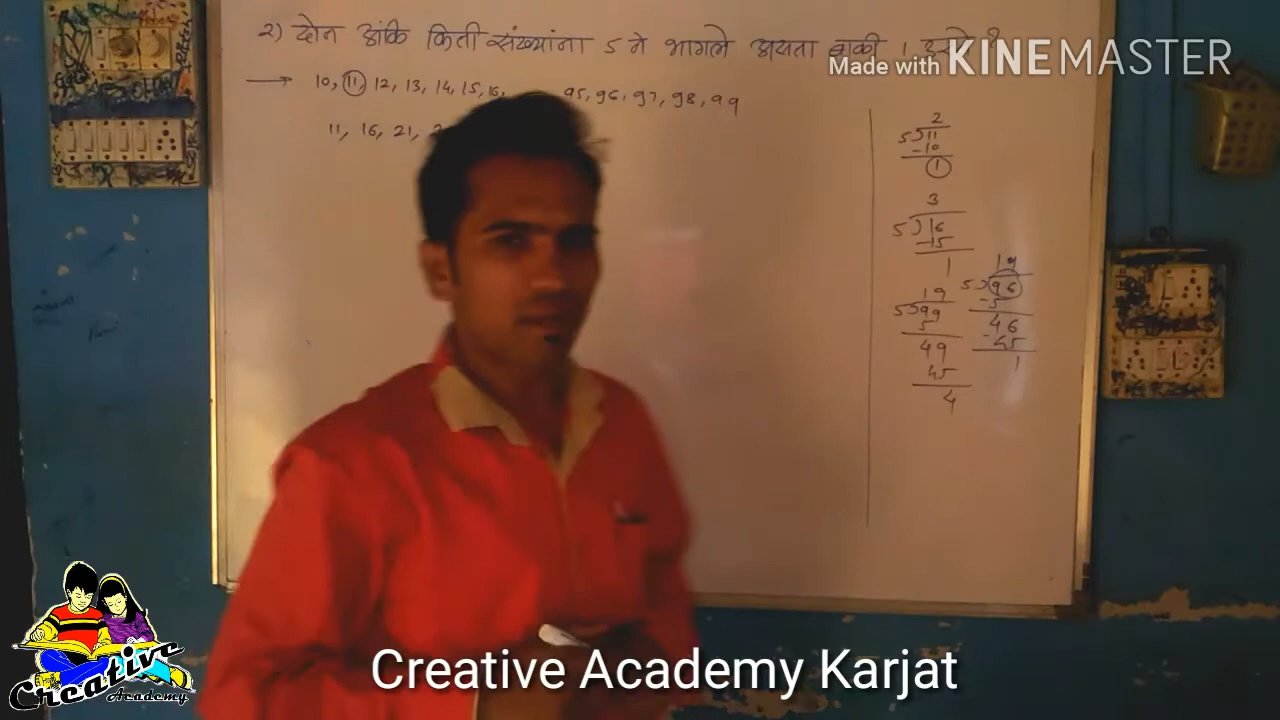 २) दोन अंकि किती संख्यांना 5 ने भागले असता बाकी 1
Made with KINEMASTER
→ 10, 11, 12, 13, 14, 15, 16, 95, 96, 97, 98, 99
11, 16, 21,
2
5)11
-10
1
3
5)16
-15
1
19
5)99
5
49
45
4
19
5)96
-5
46
-45
1
Creative Academy Karjat
Creative
Academy